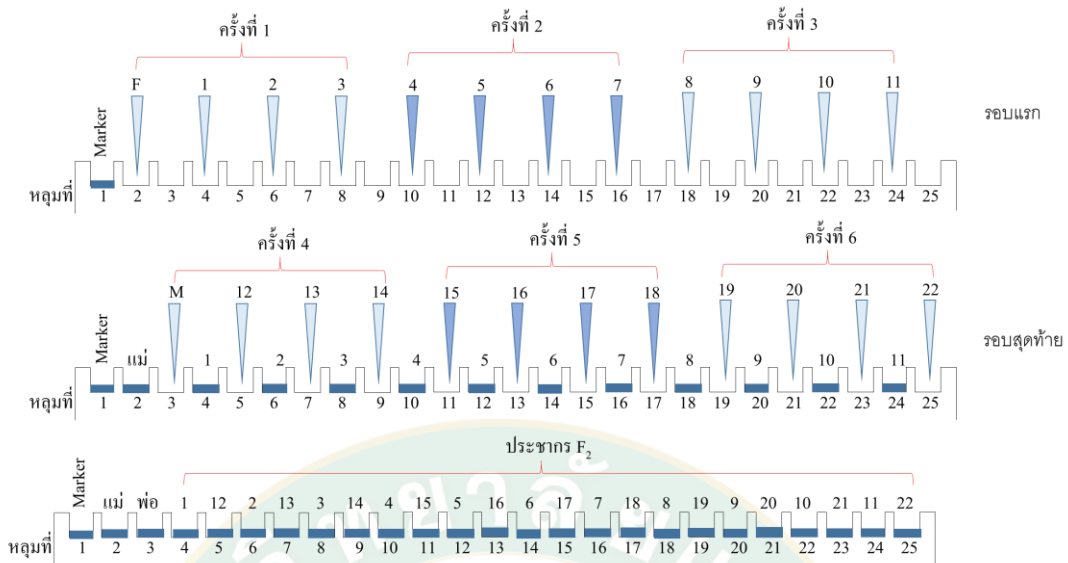 ครั้งที่ 1 ครั้งที่ 2 ครั้งที่ 3
F 1 2 3 4 5 6 7 8 9 10 11
Marker
รอบแรก
หลุมที่ 1 2 3 4 5 6 7 8 9 10 11 12 13 14 15 16 17 18 19 20 21 22 23 24 25
ครั้งที่ 4 ครั้งที่ 5 ครั้งที่ 6
M 12 13 14 15 16 17 18 19 20 21 22
Marker
รอบสุดท้าย
แม่ 1 2 3 4 5 6 7 8 9 10 11
หลุมที่ 1 2 3 4 5 6 7 8 9 10 11 12 13 14 15 16 17 18 19 20 21 22 23 24 25
ประชากร F2
Marker
แม่ พ่อ 1 12 2 13 3 14 4 15 5 16 6 17 7 18 8 19 9 20 10 21 11 22
หลุมที่ 1 2 3 4 5 6 7 8 9 10 11 12 13 14 15 16 17 18 19 20 21 22 23 24 25